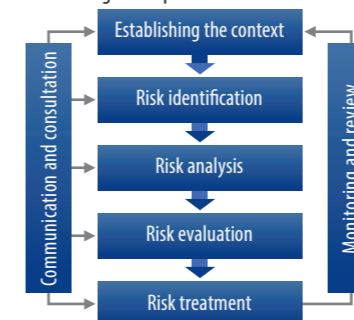 Establishing the context
Risk identification
Risk analysis
Risk evaluation
Risk treatment
Communication and consultation
Monitoring and review